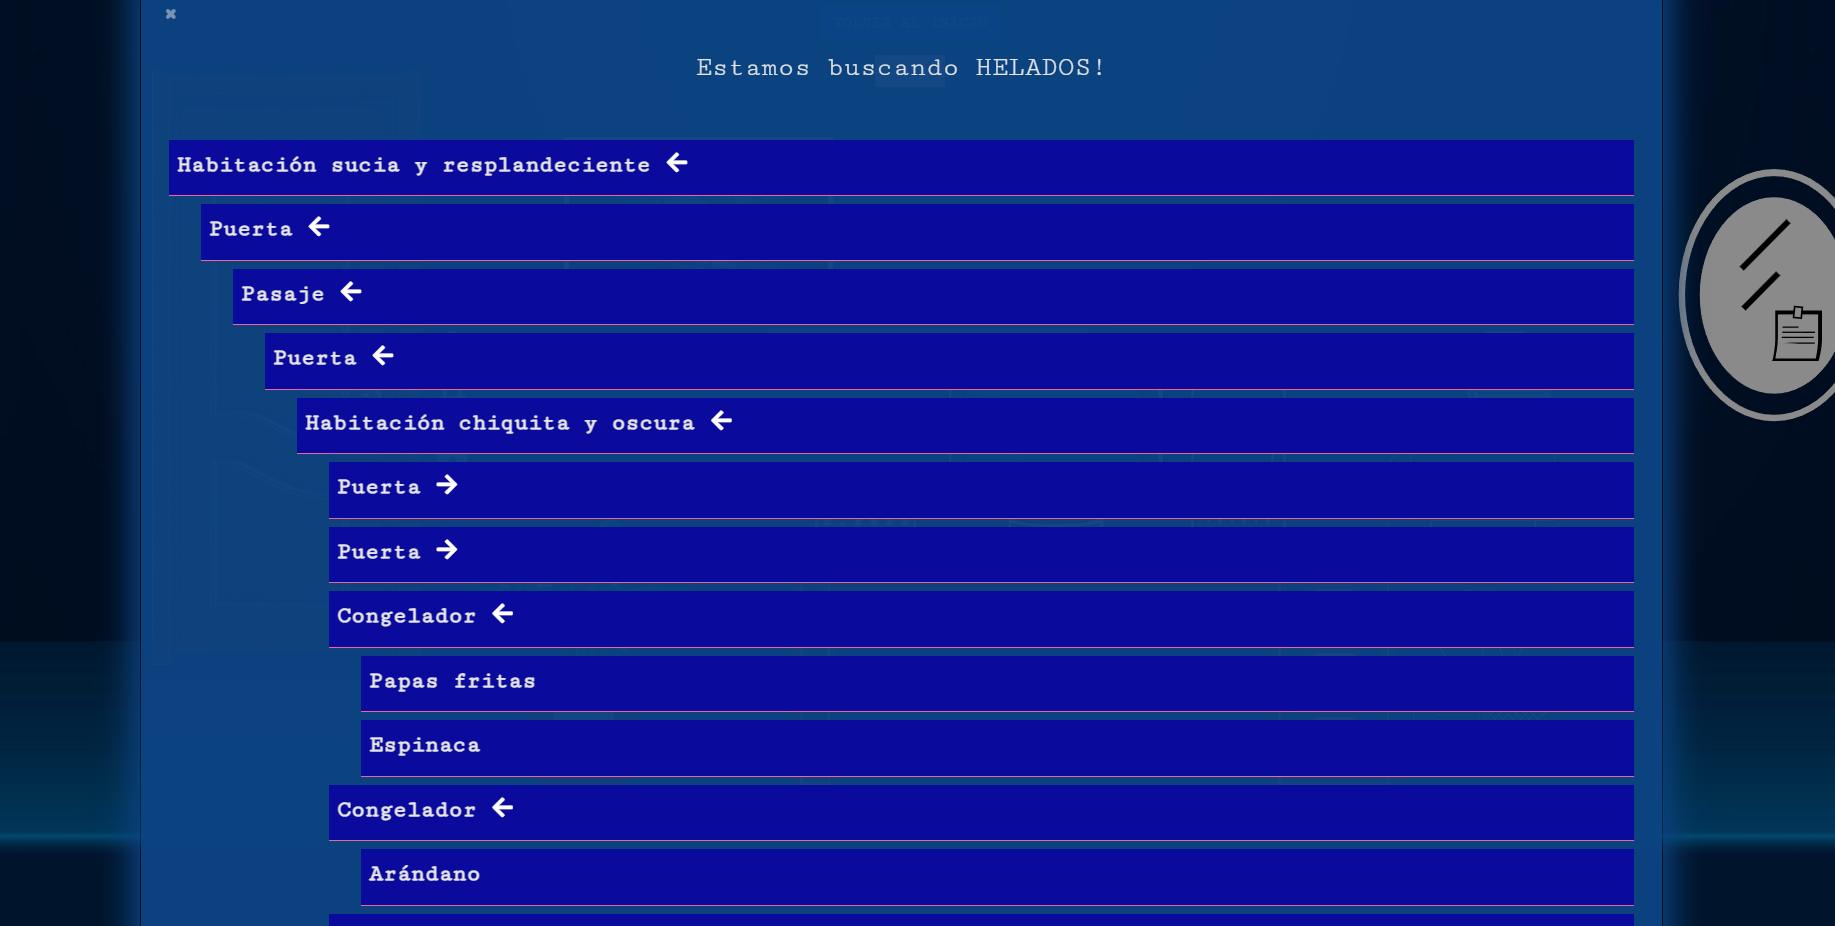 Estamos buscando HELADOS!
Habitación sucia y resplandeciente
Puerta
Pasaje
Puerta
Habitación chiquita y oscura
Puerta
Puerta
Congelador
Papas fritas
Espinaca
Congelador
Arándano